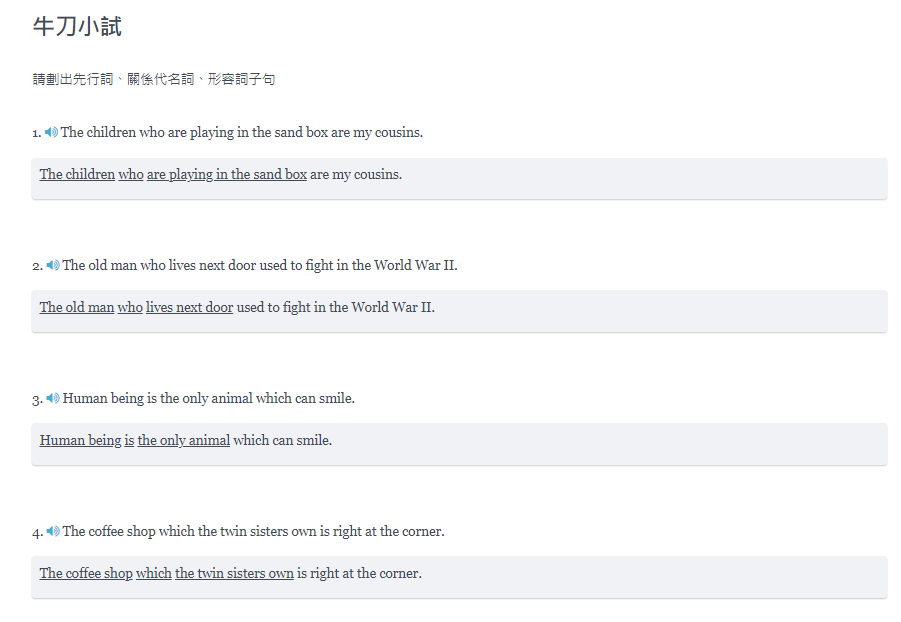 牛刀小試
請劃出先行詞、關係代名詞、形容詞子句
1. The children who are playing in the sand box are my cousins.
The children who are playing in the sand box are my cousins.
2. The old man who lives next door used to fight in the World War II.
The old man who lives next door used to fight in the World War II.
3. Human being is the only animal which can smile.
Human being is the only animal which can smile.
4. The coffee shop which the twin sisters own is right at the corner.
The coffee shop which the twin sisters own is right at the corner.